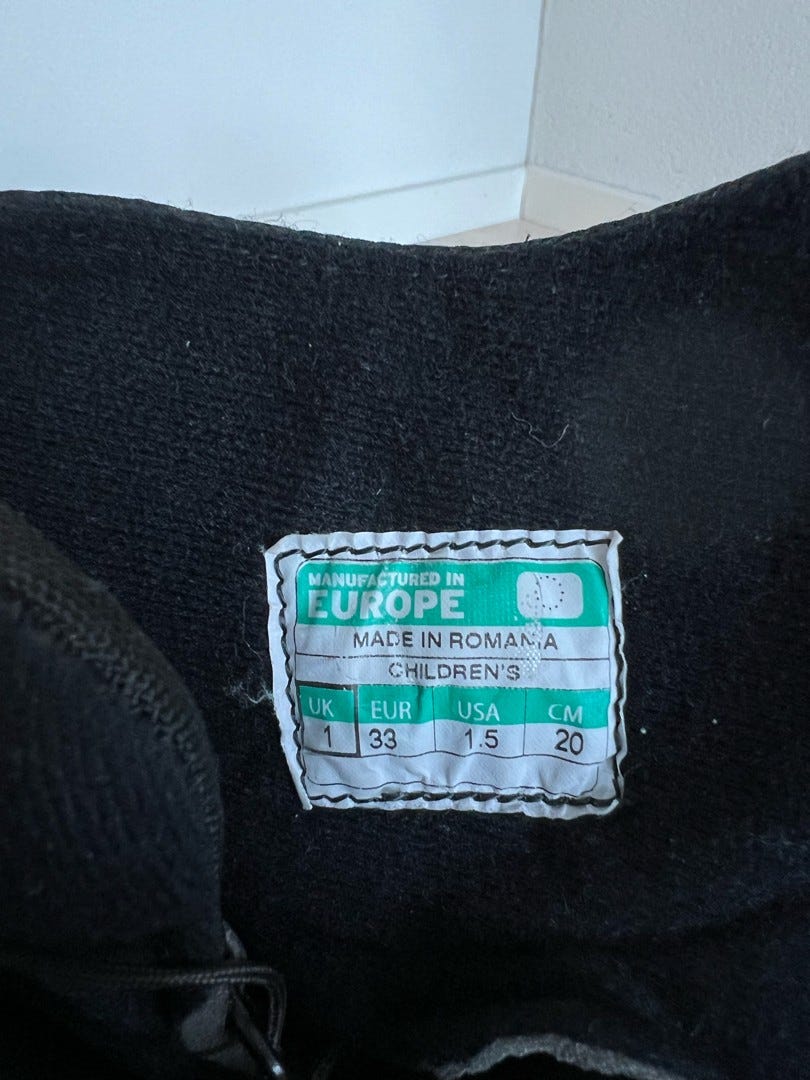 MANUFACTURED IN
EUROPE
MADE IN ROMANIA
CHILDREN'S
UK EUR USA CM
1 33 1.5 20